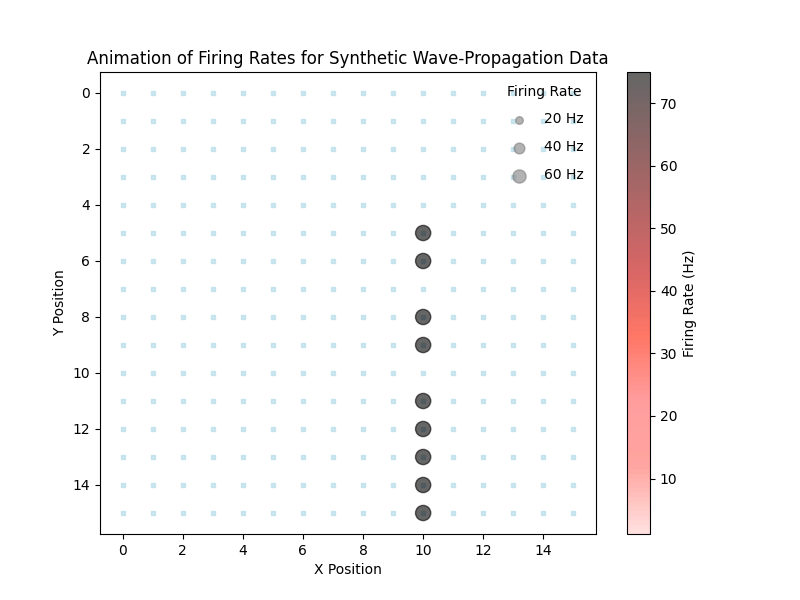 Animation of Firing Rates for Synthetic Wave-Propagation Data
Firing Rate
20 Hz
40 Hz
60 Hz
0
2
4
6
8
10
12
14
Y Position
0 2 4 6 8 10 12 14
X Position
70
60
50
40
30
20
10
Firing Rate (Hz)